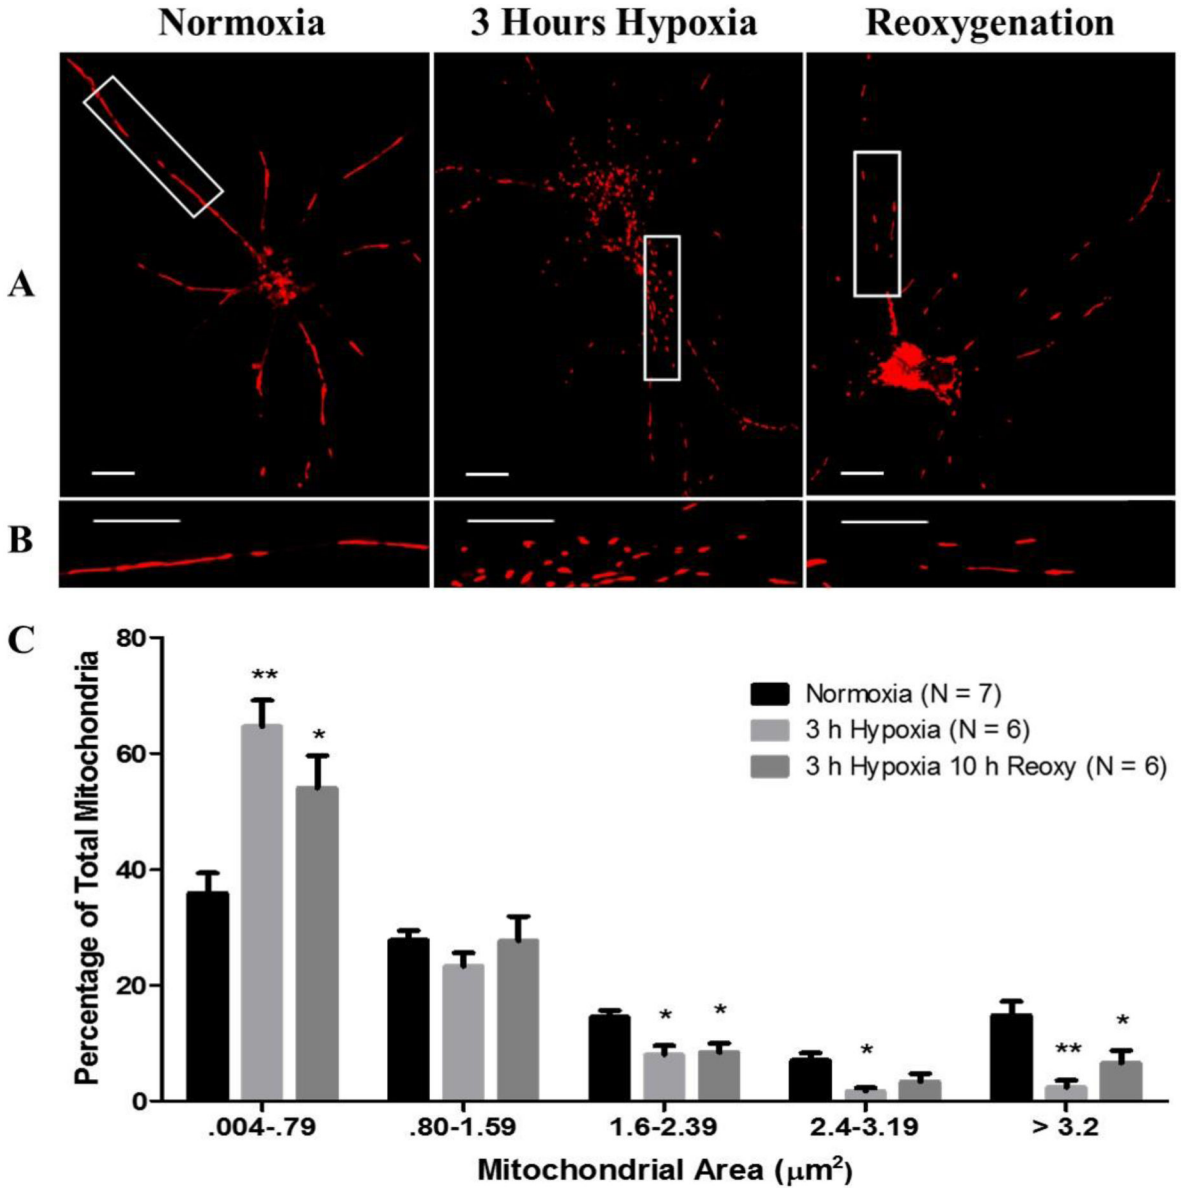 Normoxia
3 Hours Hypoxia
Reoxygenation
A
B
C
Percentage of Total Mitochondria
80
60
40
20
0
**
*
*
*
*
**
*
Normoxia (N = 7)
3 h Hypoxia (N = 6)
3 h Hypoxia 10 h Reoxy (N = 6)
.004-.79
.80-1.59
1.6-2.39
2.4-3.19
> 3.2
Mitochondrial Area (μm²)